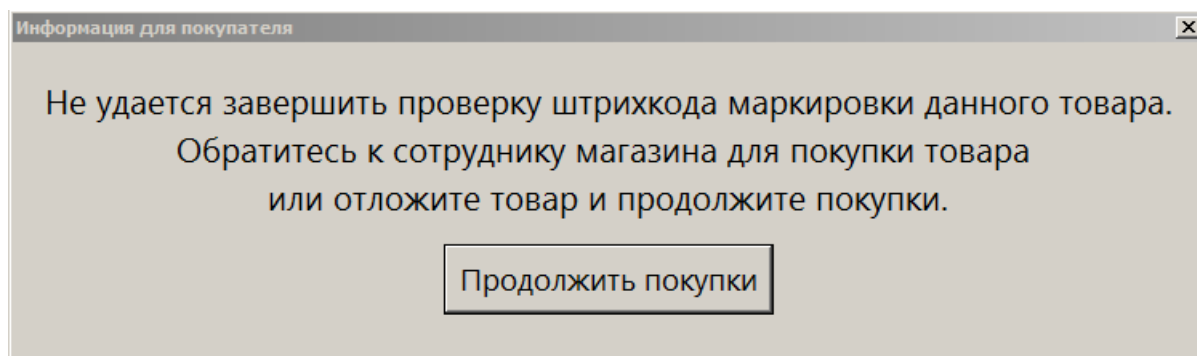 Информация для покупателя
Не удается завершить проверку штрихкода маркировки данного товара.
Обратитесь к сотруднику магазина для покупки товара
или отложите товар и продолжите покупки.
Продолжить покупки